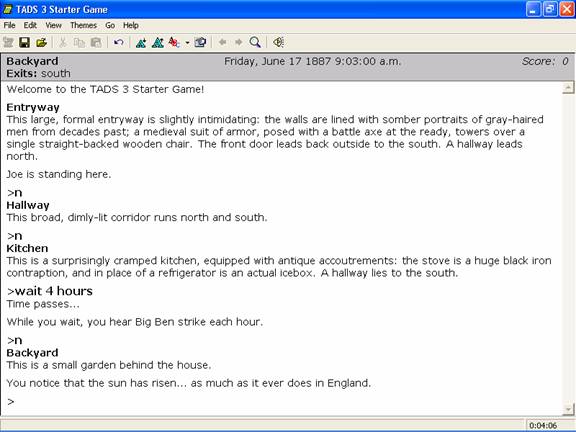 TADS 3 Starter Game
File Edit View Themes Go Help
Backyard Friday, June 17 1887 9:03:00 a.m. Score: 0
Exits: south
Welcome to the TADS 3 Starter Game!
Entryway
This large, formal entryway is slightly intimidating: the walls are lined with somber portraits of gray-haired
men from decades past; a medieval suit of armor, posed with a battle axe at the ready, towers over a
single straight-backed wooden chair. The front door leads back outside to the south. A hallway leads
north.
Joe is standing here.
>n
Hallway
This broad, dimly-lit corridor runs north and south.
>n
Kitchen
This is a surprisingly cramped kitchen, equipped with antique accoutrements: the stove is a huge black iron
contraption, and in place of a refrigerator is an actual icebox. A hallway lies to the south.
>wait 4 hours
Time passes...
While you wait, you hear Big Ben strike each hour.
>n
Backyard
This is a small garden behind the house.
You notice that the sun has risen... as much as it ever does in England.
>
0:04:06